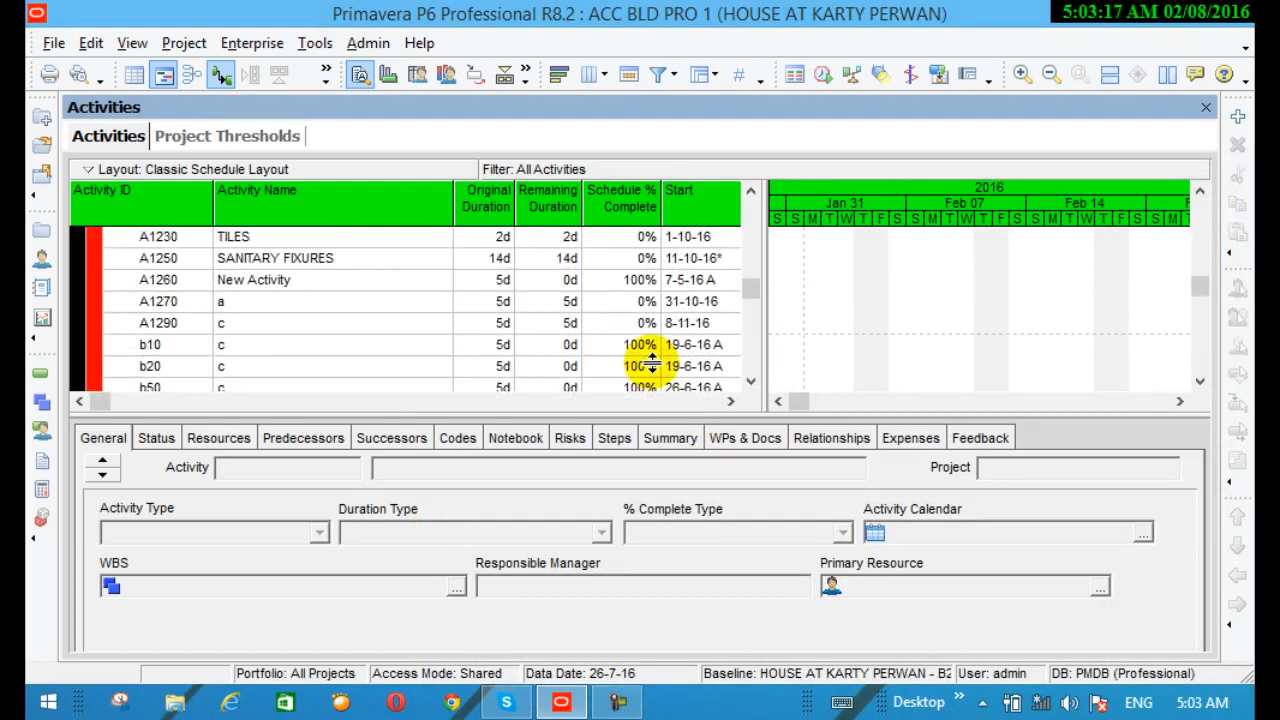 Primavera P6 Professional R8.2 : ACC BLD PRO 1 (HOUSE AT KARTY PERWAN)
5:03:17 AM 02/08/2016
File Edit View Project Enterprise Tools Admin Help
Activities
Activities Project Thresholds
Layout: Classic Schedule Layout Filter: All Activities
Activity ID Activity Name Original Duration Remaining Duration Schedule % Complete Start
2016
Jan 31 Feb 07 Feb 14 F
S S M T W T F S S M T W T F S S M T W T F S S M T
A1230 TILES 2d 2d 0% 1-10-16
A1250 SANITARY FIXURES 14d 14d 0% 11-10-16*
A1260 New Activity 5d 0d 100% 7-5-16 A
A1270 a 5d 5d 0% 31-10-16
A1290 c 5d 5d 0% 8-11-16
b10 c 5d 0d 100% 19-6-16 A
b20 c 5d 0d 100% 19-6-16 A
b50 c 5d 0d 100% 26-6-16 A
General Status Resources Predecessors Successors Codes Notebook Risks Steps Summary WPs & Docs Relationships Expenses Feedback
Activity Project
Activity Type Duration Type % Complete Type Activity Calendar
WBS Responsible Manager Primary Resource
Portfolio: All Projects Access Mode: Shared Data Date: 26-7-16 Baseline: HOUSE AT KARTY PERWAN - B2 User: admin DB: PMDB (Professional)
Desktop ENG 5:03 AM